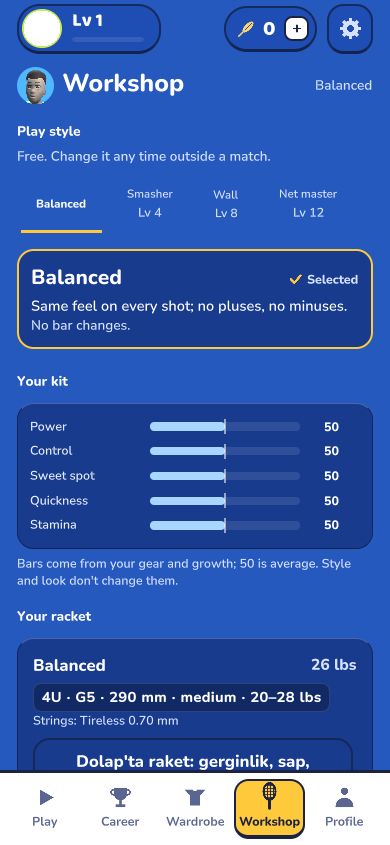 Lv 1
0
+
Workshop
Balanced
Play style
Free. Change it any time outside a match.
Balanced
Smasher
Lv 4
Wall
Lv 8
Net master
Lv 12
Balanced
Selected
Same feel on every shot; no pluses, no minuses.
No bar changes.
Your kit
Power 50
Control 50
Sweet spot 50
Quickness 50
Stamina 50
Bars come from your gear and growth; 50 is average. Style
and look don't change them.
Your racket
Balanced 26 lbs
4U · G5 · 290 mm · medium · 20–28 lbs
Strings: Tireless 0.70 mm
Dolap'ta raket: gerginlik, sap,
Play
Career
Wardrobe
Workshop
Profile